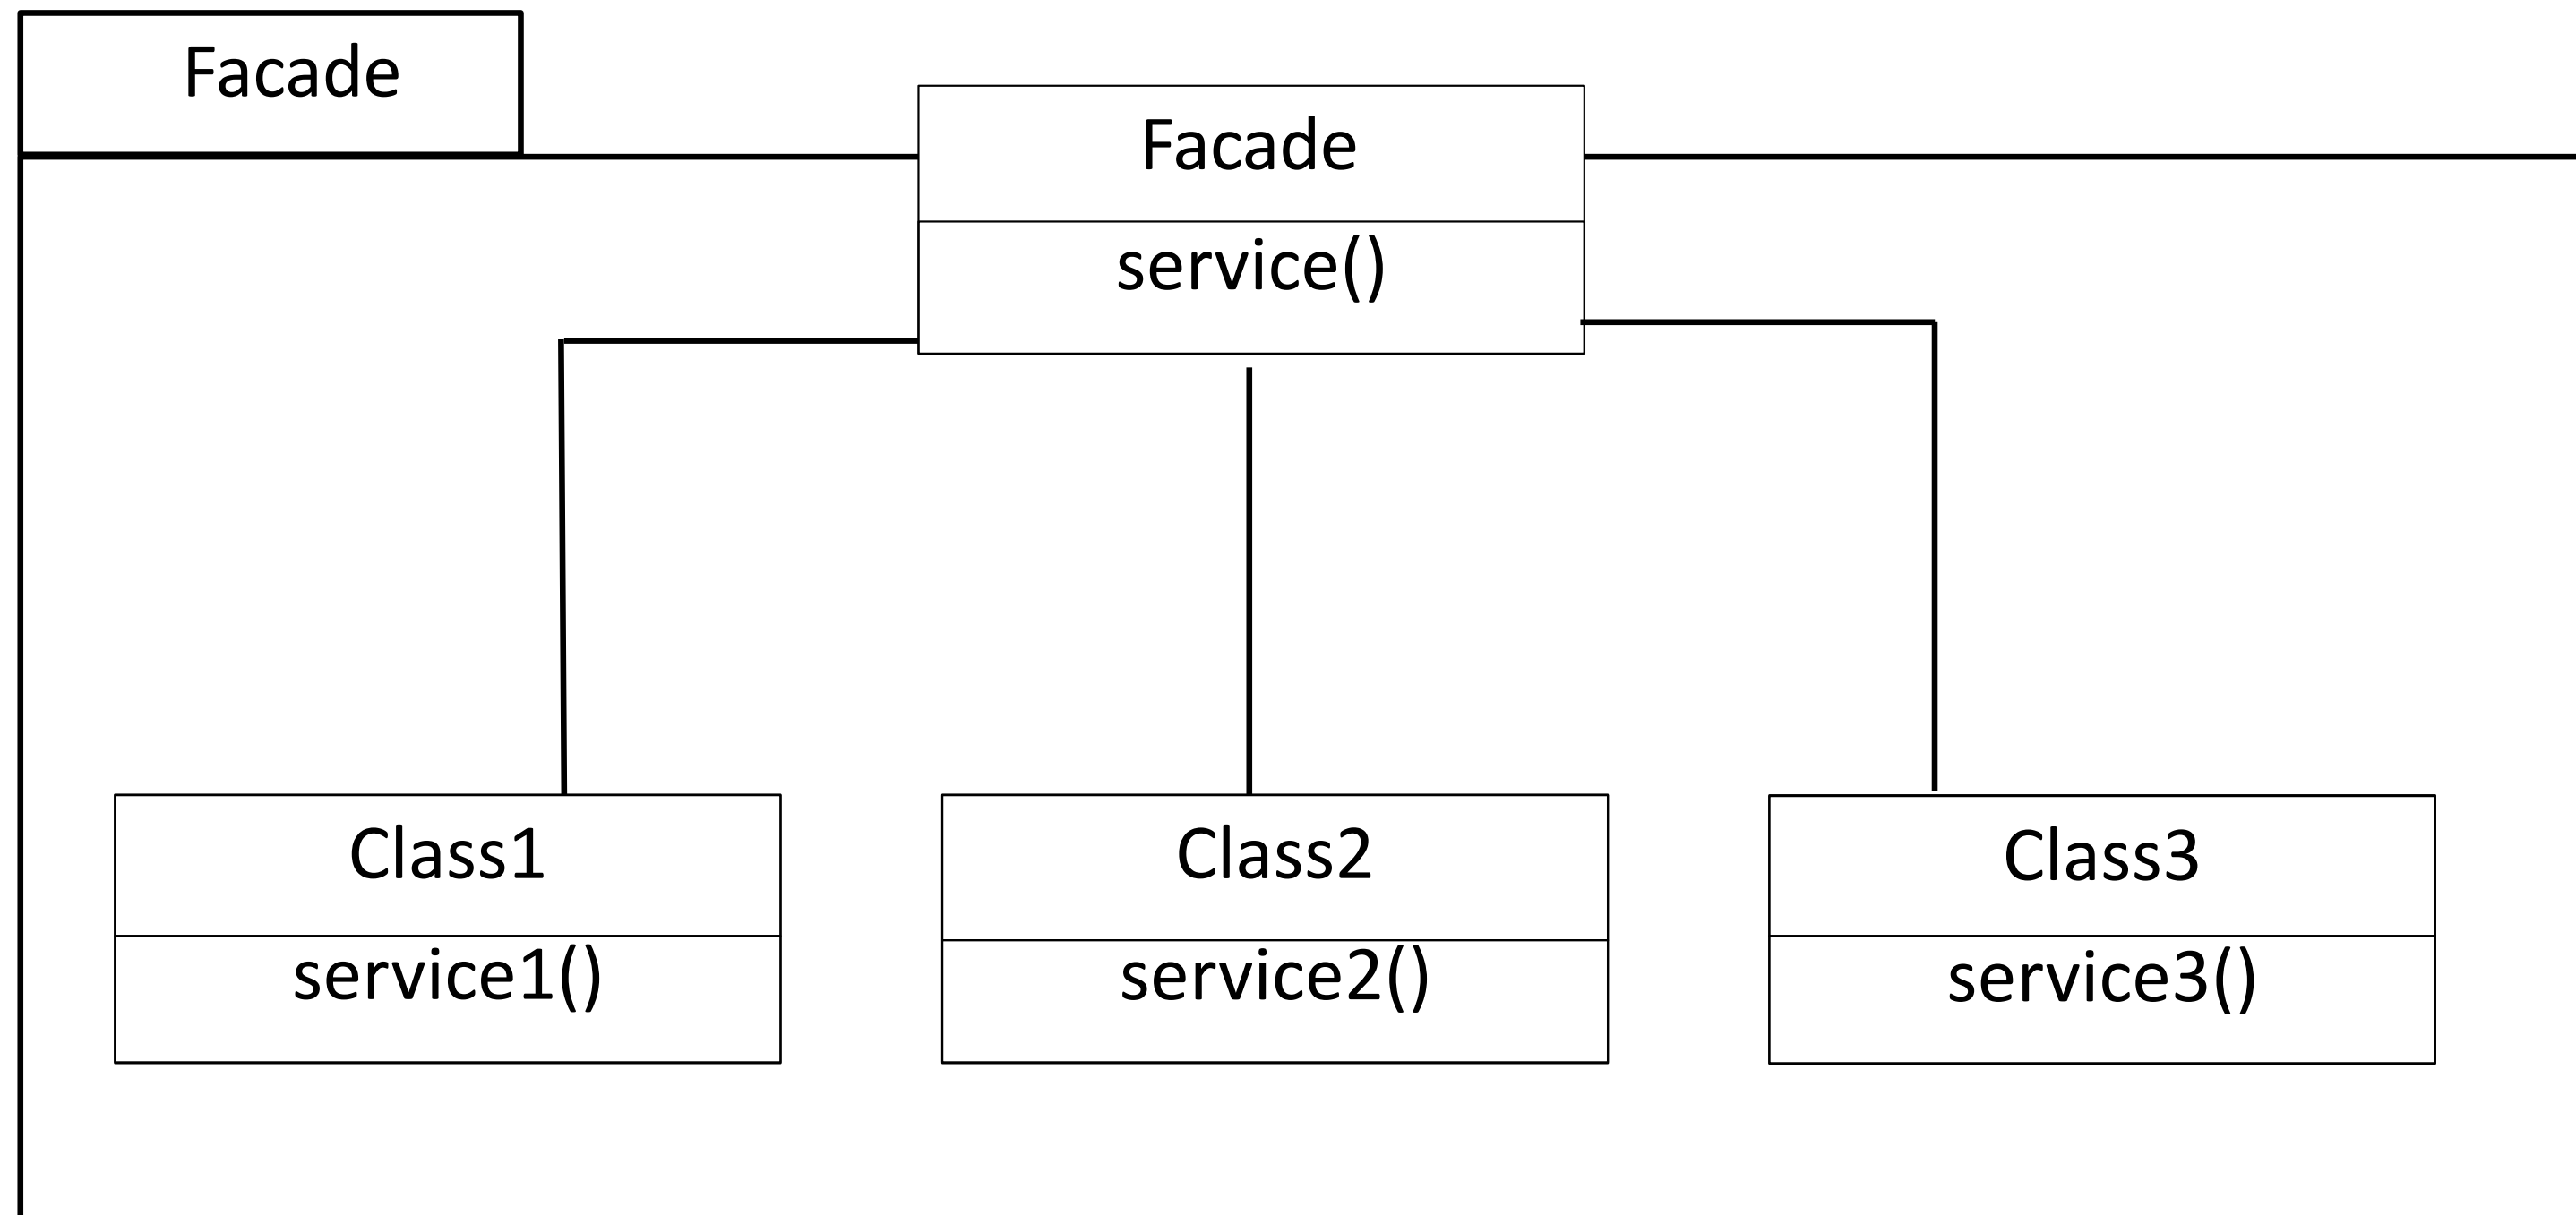 Facade
Facade
service()
Class1
service1()
Class2
service2()
Class3
service3()